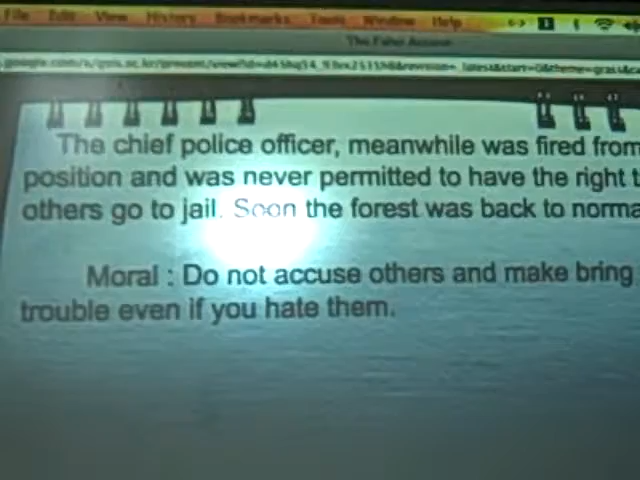 File Edit View History Bookmarks Tools Window Help
The False Accuse
The chief police officer, meanwhile was fired from
position and was never permitted to have the right t
others go to jail. Soon the forest was back to norma
Moral : Do not accuse others and make bring
trouble even if you hate them.